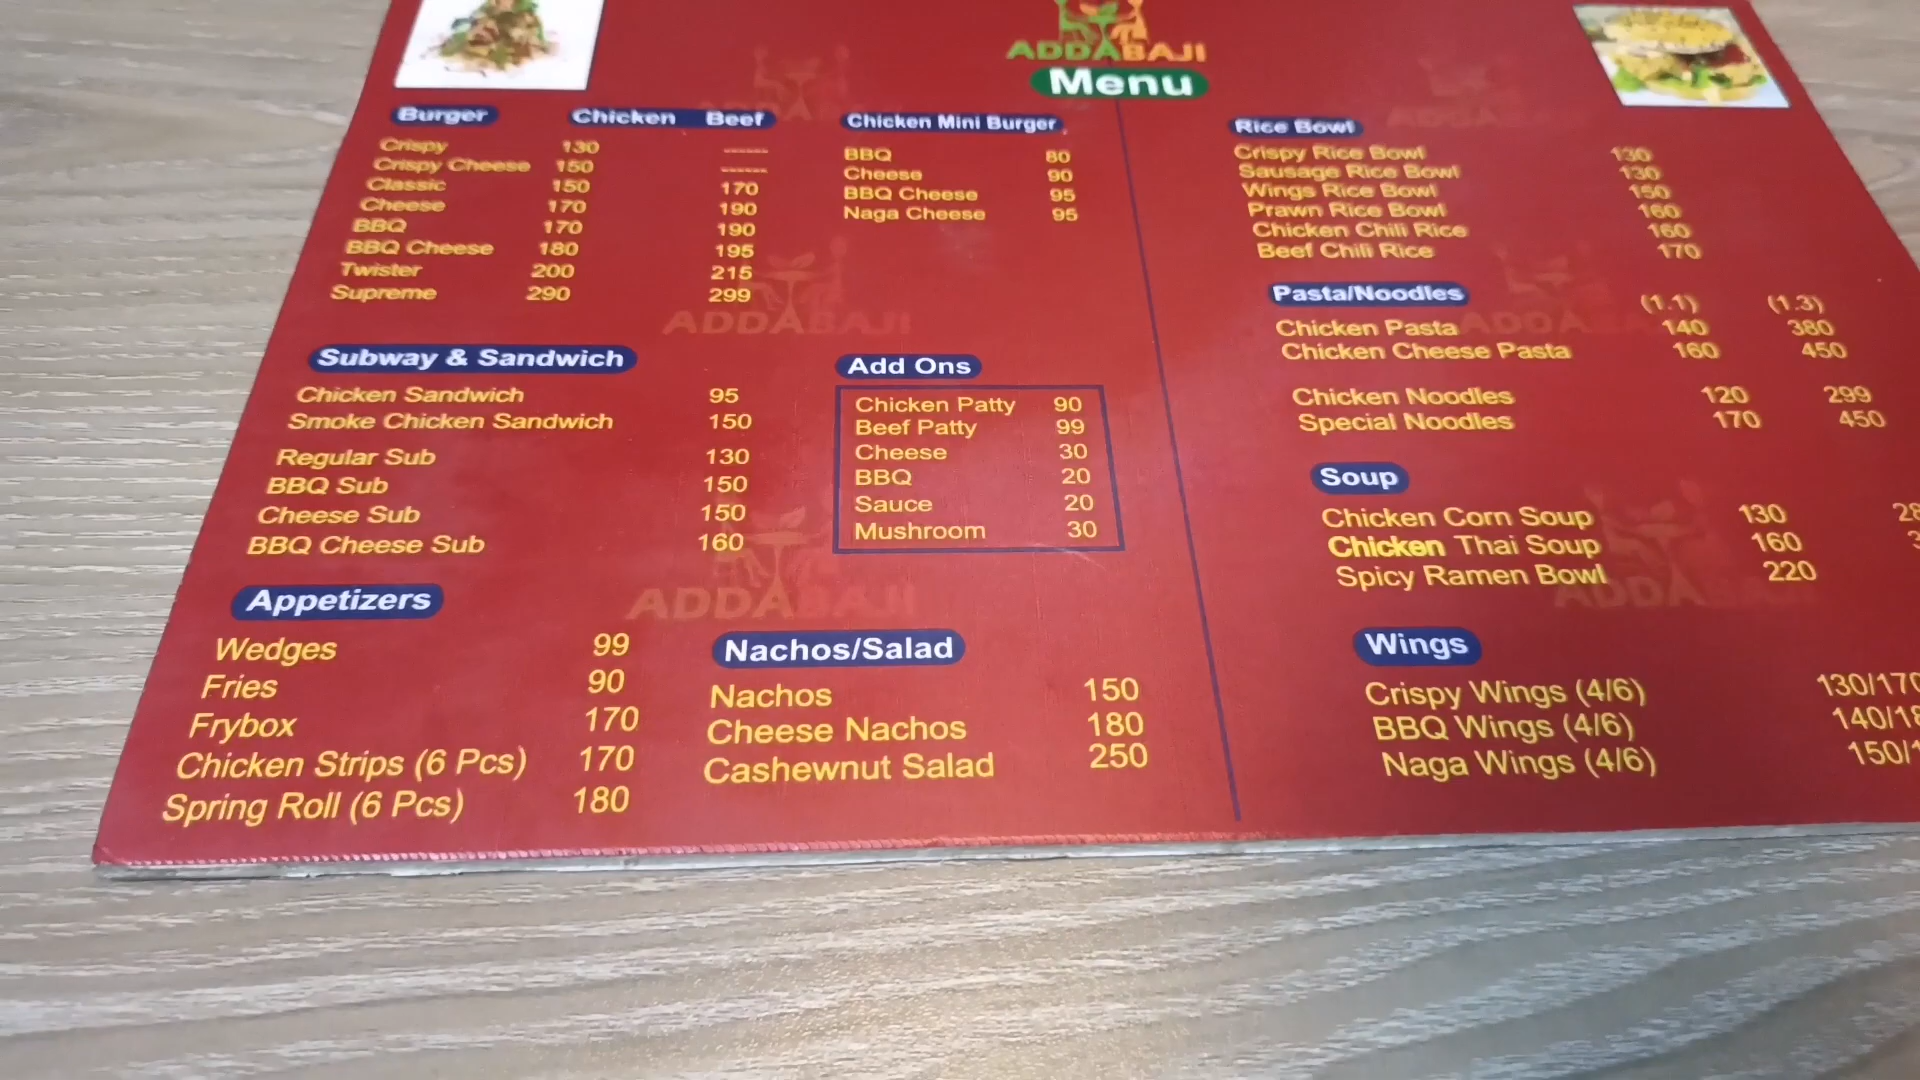 ADDABAJI
Menu
Burger Chicken Beef
Crispy 130 ------
Crispy Cheese 150 ------
Classic 150 170
Cheese 170 190
BBQ 170 190
BBQ Cheese 180 195
Twister 200 215
Supreme 290 299
Chicken Mini Burger
BBQ 80
Cheese 90
BBQ Cheese 95
Naga Cheese 95
Subway & Sandwich
Chicken Sandwich 95
Smoke Chicken Sandwich 150
Regular Sub 130
BBQ Sub 150
Cheese Sub 150
BBQ Cheese Sub 160
Add Ons
Chicken Patty 90
Beef Patty 99
Cheese 30
BBQ 20
Sauce 20
Mushroom 30
Appetizers
Wedges 99
Fries 90
Frybox 170
Chicken Strips (6 Pcs) 170
Spring Roll (6 Pcs) 180
Nachos/Salad
Nachos 150
Cheese Nachos 180
Cashewnut Salad 250
Rice Bowl
Crispy Rice Bowl 130
Sausage Rice Bowl 130
Wings Rice Bowl 150
Prawn Rice Bowl 160
Chicken Chili Rice 160
Beef Chili Rice 170
Pasta/Noodles (1.1) (1.3)
Chicken Pasta 140 380
Chicken Cheese Pasta 160 450
Chicken Noodles 120 299
Special Noodles 170 450
Soup
Chicken Corn Soup 130
Chicken Thai Soup 160
Spicy Ramen Bowl 220
Wings
Crispy Wings (4/6) 130/170
BBQ Wings (4/6) 140/
Naga Wings (4/6) 150/
ADDABAJI
ADDABAJI